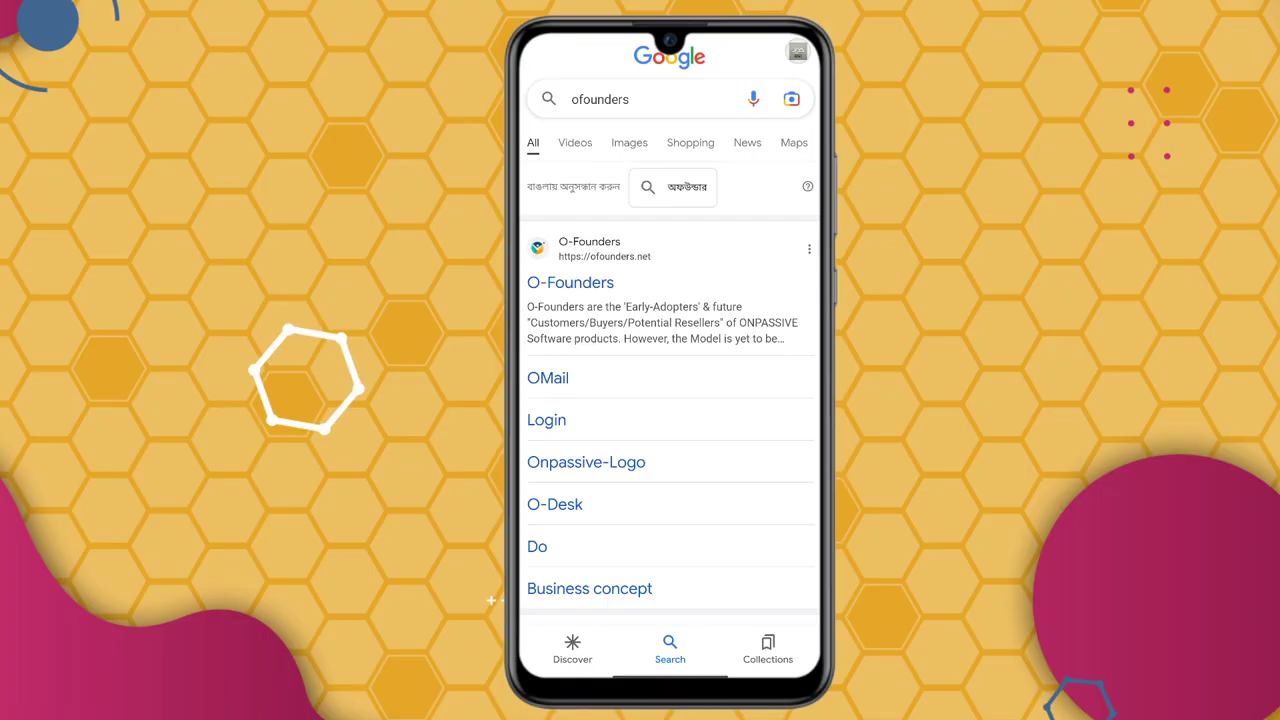 Google
ofounders
All Videos Images Shopping News Maps
বাঙলায় অনুসন্ধান করুন অফউন্ডার
O-Founders
https://ofounders.net
O-Founders
O-Founders are the 'Early-Adopters' & future
"Customers/Buyers/Potential Resellers" of ONPASSIVE
Software products. However, the Model is yet to be...
OMail
Login
Onpassive-Logo
O-Desk
Do
Business concept
Discover Search Collections